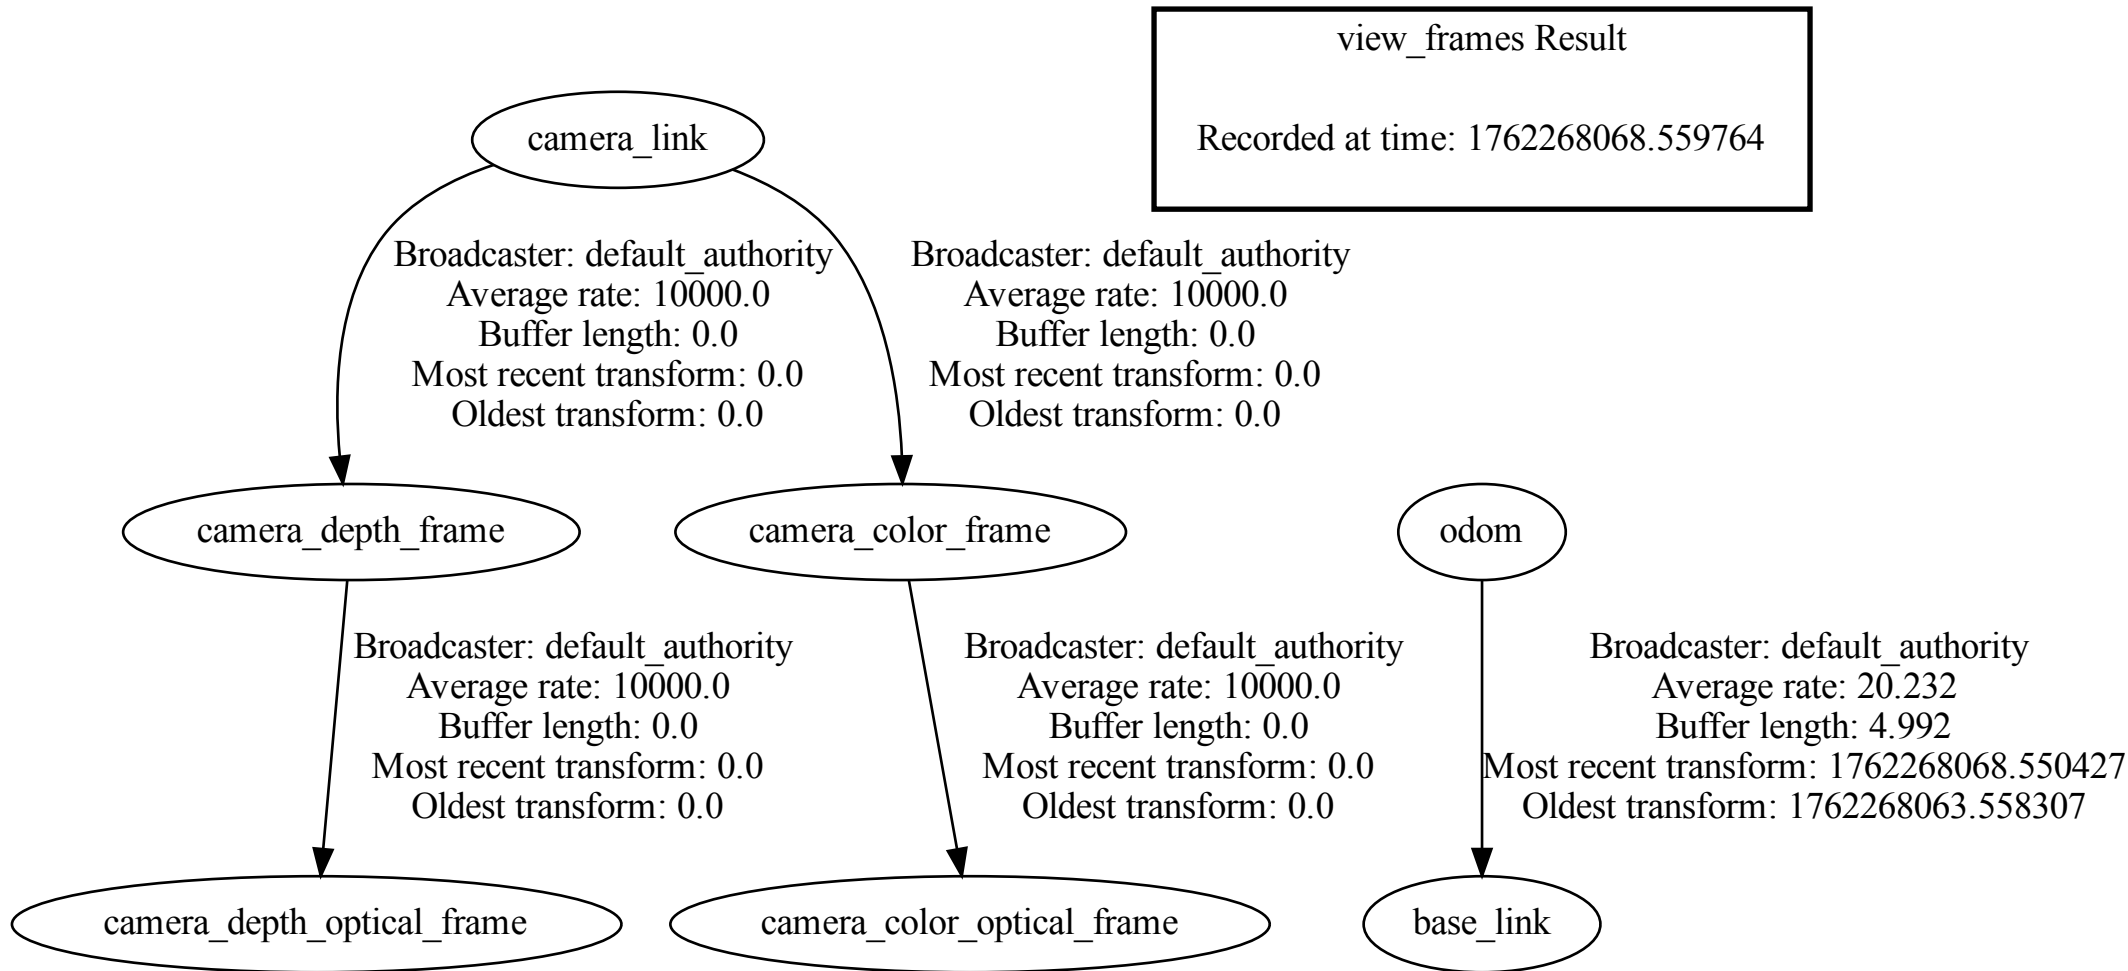 view_frames Result
Recorded at time: 1762268068.559764
camera_link
Broadcaster: default_authority
Average rate: 10000.0
Buffer length: 0.0
Most recent transform: 0.0
Oldest transform: 0.0
Broadcaster: default_authority
Average rate: 10000.0
Buffer length: 0.0
Most recent transform: 0.0
Oldest transform: 0.0
camera_depth_frame
camera_color_frame
odom
Broadcaster: default_authority
Average rate: 10000.0
Buffer length: 0.0
Most recent transform: 0.0
Oldest transform: 0.0
Broadcaster: default_authority
Average rate: 10000.0
Buffer length: 0.0
Most recent transform: 0.0
Oldest transform: 0.0
Broadcaster: default_authority
Average rate: 20.232
Buffer length: 4.992
Most recent transform: 1762268068.550427
Oldest transform: 1762268063.558307
camera_depth_optical_frame
camera_color_optical_frame
base_link